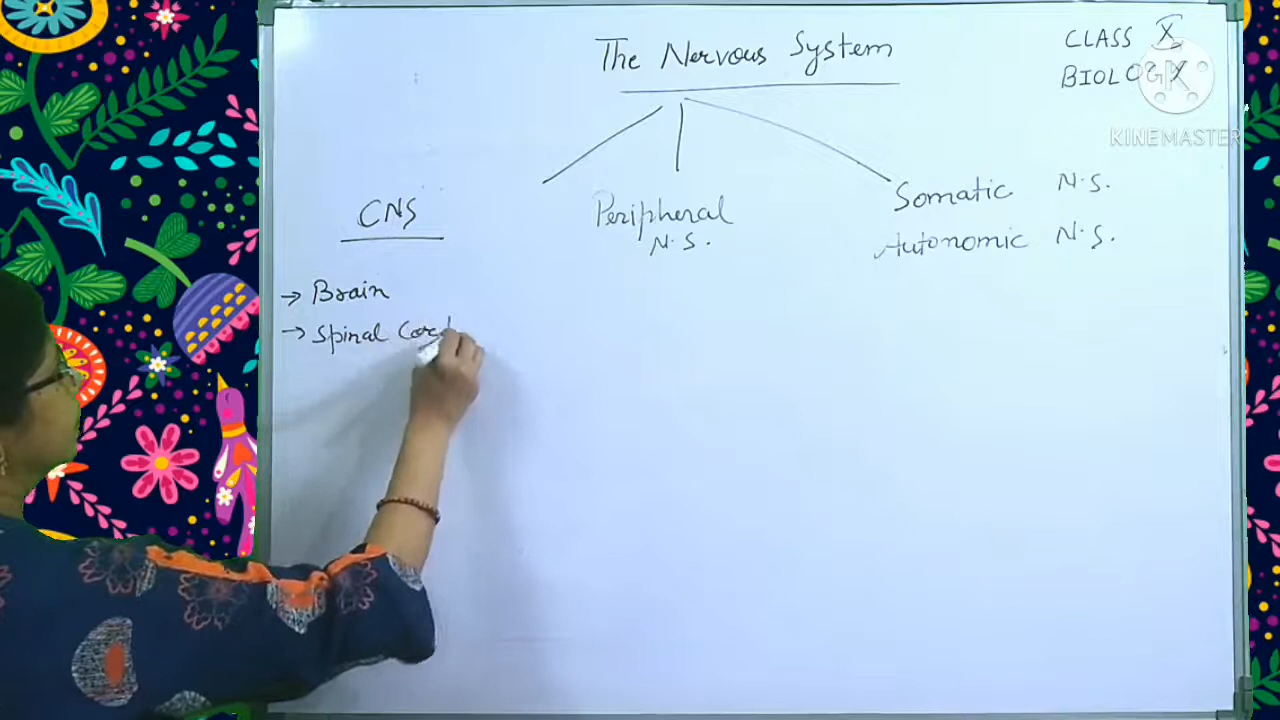 The Nervous System
CLASS X
BIOLOGY
KINEMASTER
CNS
Peripheral
N.S.
Somatic N.S.
Autonomic N.S.
→ Brain
→ Spinal Cord